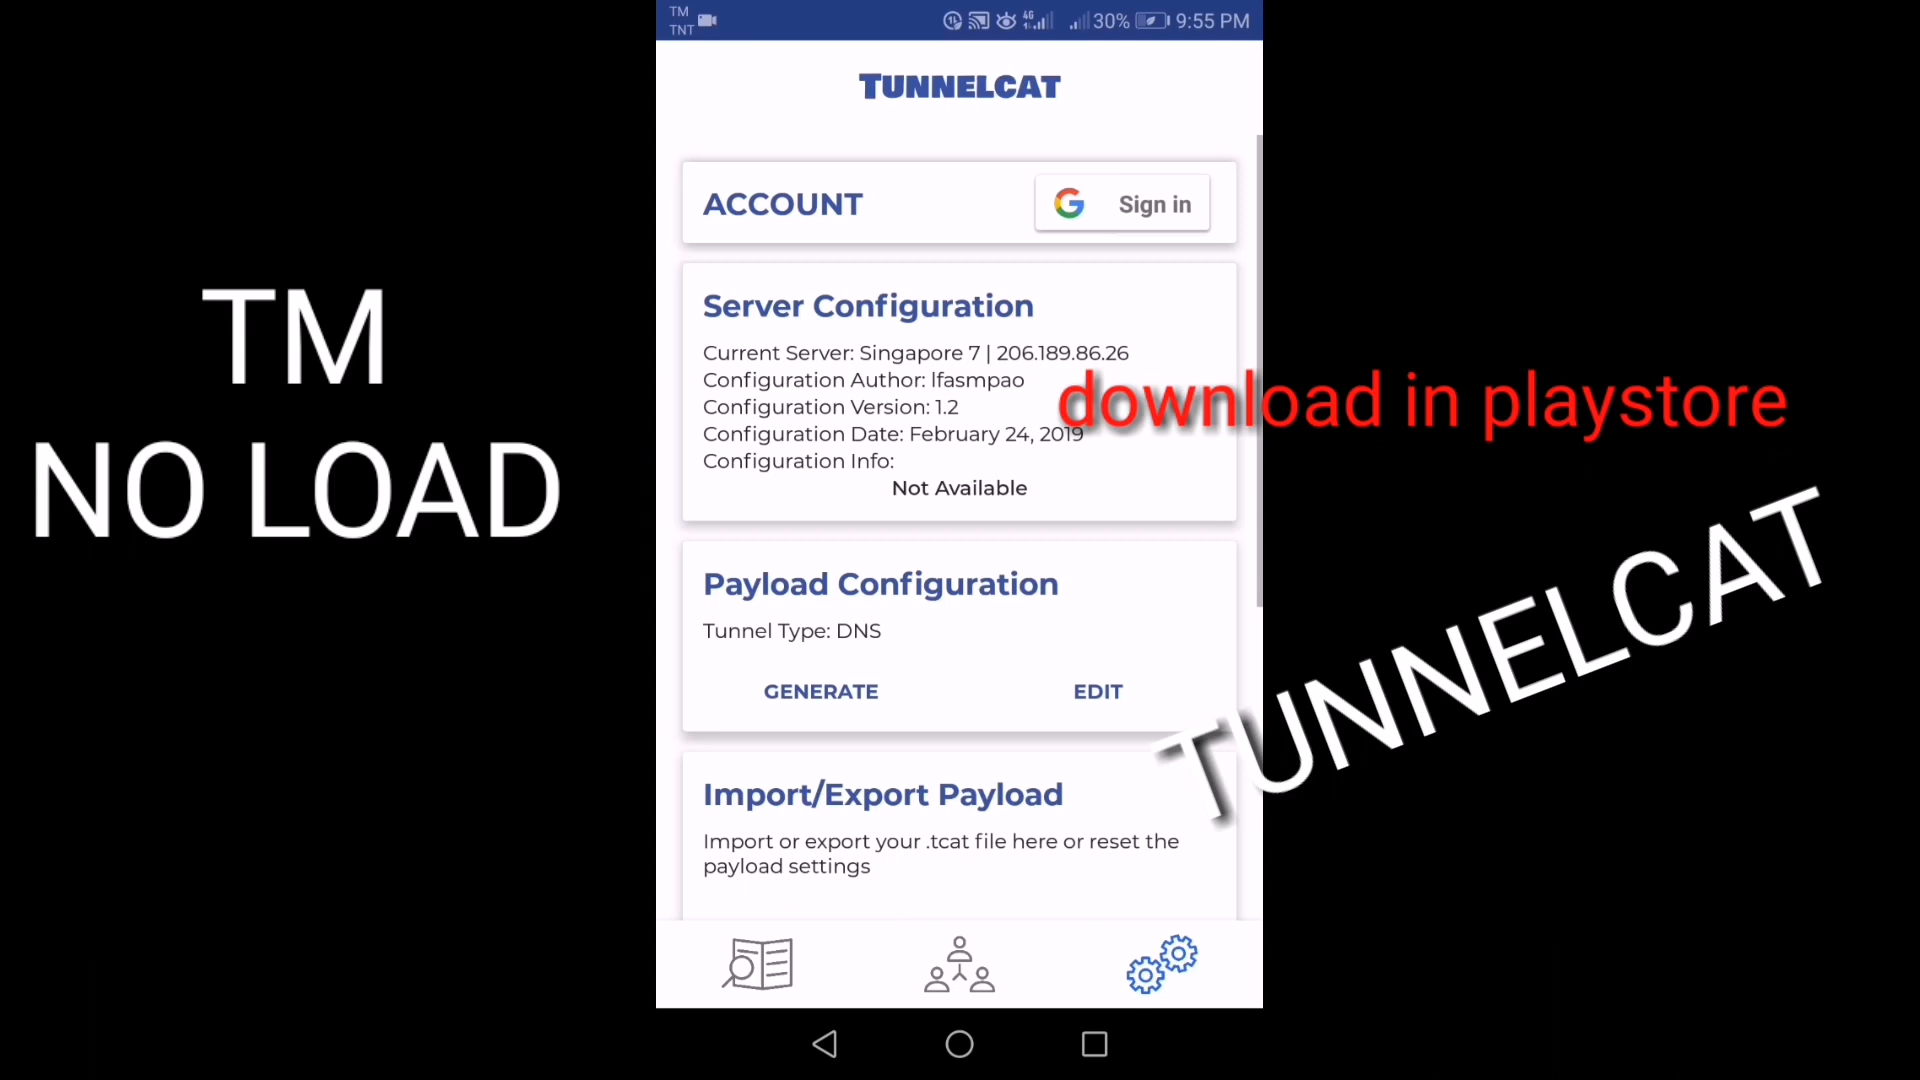 TM
TNT
4G
30%
9:55 PM
TUNNELCAT
ACCOUNT
G Sign in
Server Configuration
Current Server: Singapore 7 | 206.189.86.26
Configuration Author: lfasmpao
Configuration Version: 1.2
Configuration Date: February 24, 2019
Configuration Info:
Not Available
Payload Configuration
Tunnel Type: DNS
GENERATE
EDIT
Import/Export Payload
Import or export your .tcat file here or reset the
payload settings
TM
NO LOAD
download in playstore
TUNNELCAT